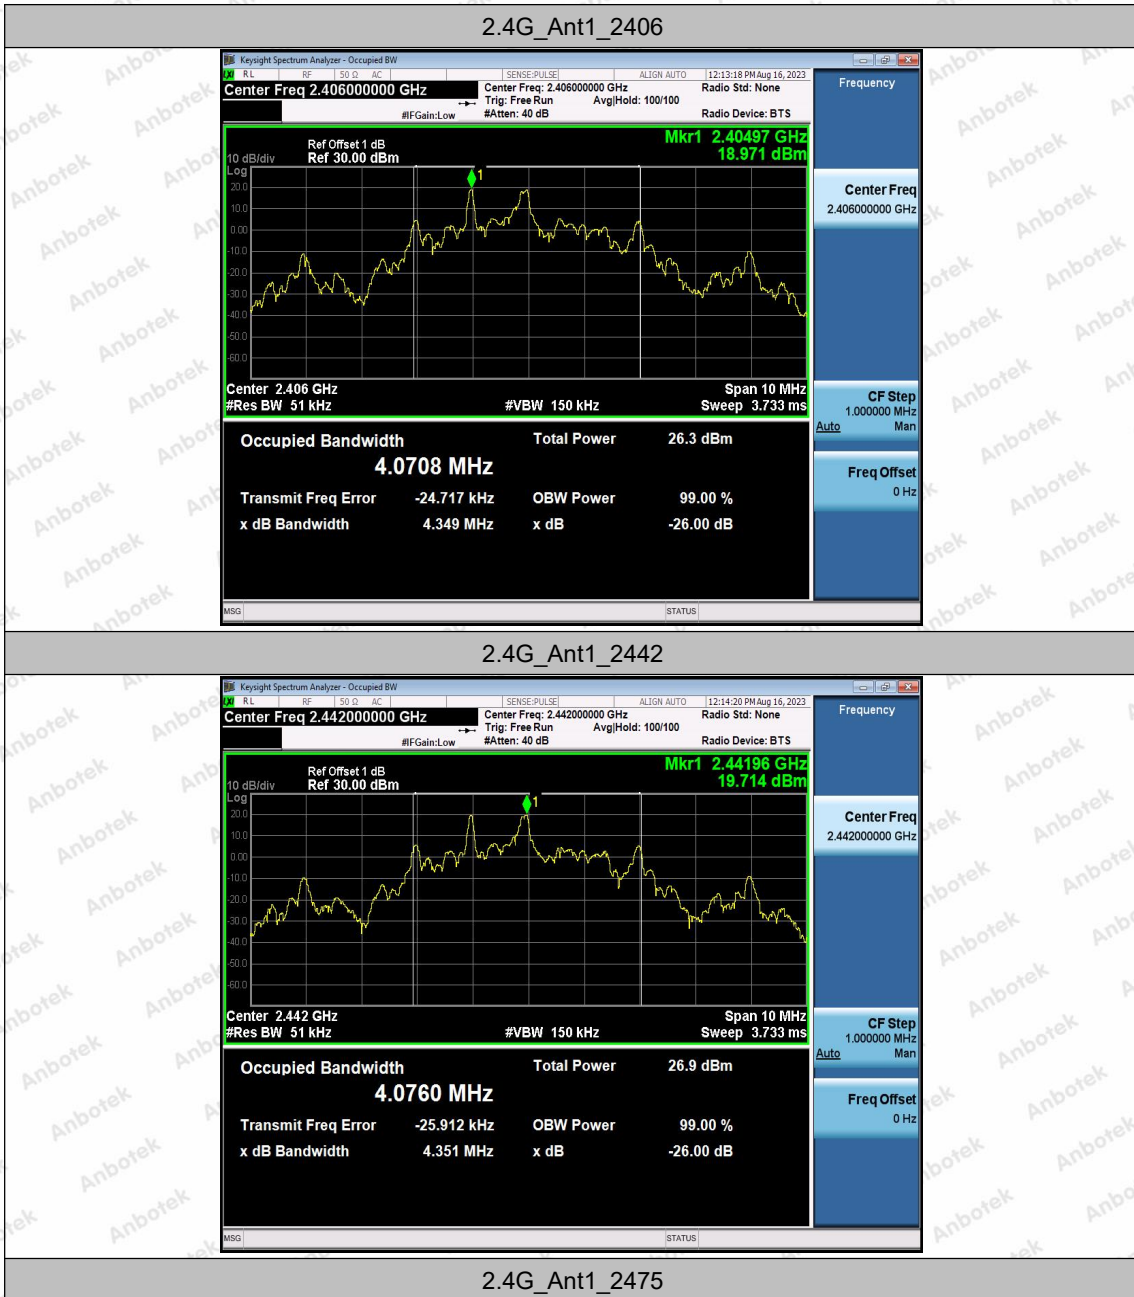 2.4G_Ant1_2406
Keysight Spectrum Analyzer - Occupied BW
LXI RL RF 50 Ω AC SENSE:PULSE ALIGN AUTO 12:13:18 PM Aug 16, 2023
Center Freq 2.406000000 GHz
Center Freq: 2.406000000 GHz
Radio Std: None
Trig: Free Run Avg|Hold: 100/100
#IFGain:Low #Atten: 40 dB Radio Device: BTS
Frequency
Mkr1 2.40497 GHz
18.971 dBm
Ref Offset 1 dB
10 dB/div Ref 30.00 dBm
Log
1
20.0
10.0
0.00
-10.0
-20.0
-30.0
-40.0
-50.0
-60.0
Center Freq
2.406000000 GHz
Center 2.406 GHz Span 10 MHz
#Res BW 51 kHz #VBW 150 kHz Sweep 3.733 ms
CF Step
1.000000 MHz
Auto Man
Occupied Bandwidth Total Power 26.3 dBm
4.0708 MHz
Transmit Freq Error -24.717 kHz OBW Power 99.00 %
x dB Bandwidth 4.349 MHz x dB -26.00 dB
Freq Offset
0 Hz
MSG STATUS
2.4G_Ant1_2442
Keysight Spectrum Analyzer - Occupied BW
LXI RL RF 50 Ω AC SENSE:PULSE ALIGN AUTO 12:14:20 PM Aug 16, 2023
Center Freq 2.442000000 GHz
Center Freq: 2.442000000 GHz
Radio Std: None
Trig: Free Run Avg|Hold: 100/100
#IFGain:Low #Atten: 40 dB Radio Device: BTS
Frequency
Mkr1 2.44196 GHz
19.714 dBm
Ref Offset 1 dB
10 dB/div Ref 30.00 dBm
Log
1
20.0
10.0
0.00
-10.0
-20.0
-30.0
-40.0
-50.0
-60.0
Center Freq
2.442000000 GHz
Center 2.442 GHz Span 10 MHz
#Res BW 51 kHz #VBW 150 kHz Sweep 3.733 ms
CF Step
1.000000 MHz
Auto Man
Occupied Bandwidth Total Power 26.9 dBm
4.0760 MHz
Transmit Freq Error -25.912 kHz OBW Power 99.00 %
x dB Bandwidth 4.351 MHz x dB -26.00 dB
Freq Offset
0 Hz
MSG STATUS
2.4G_Ant1_2475